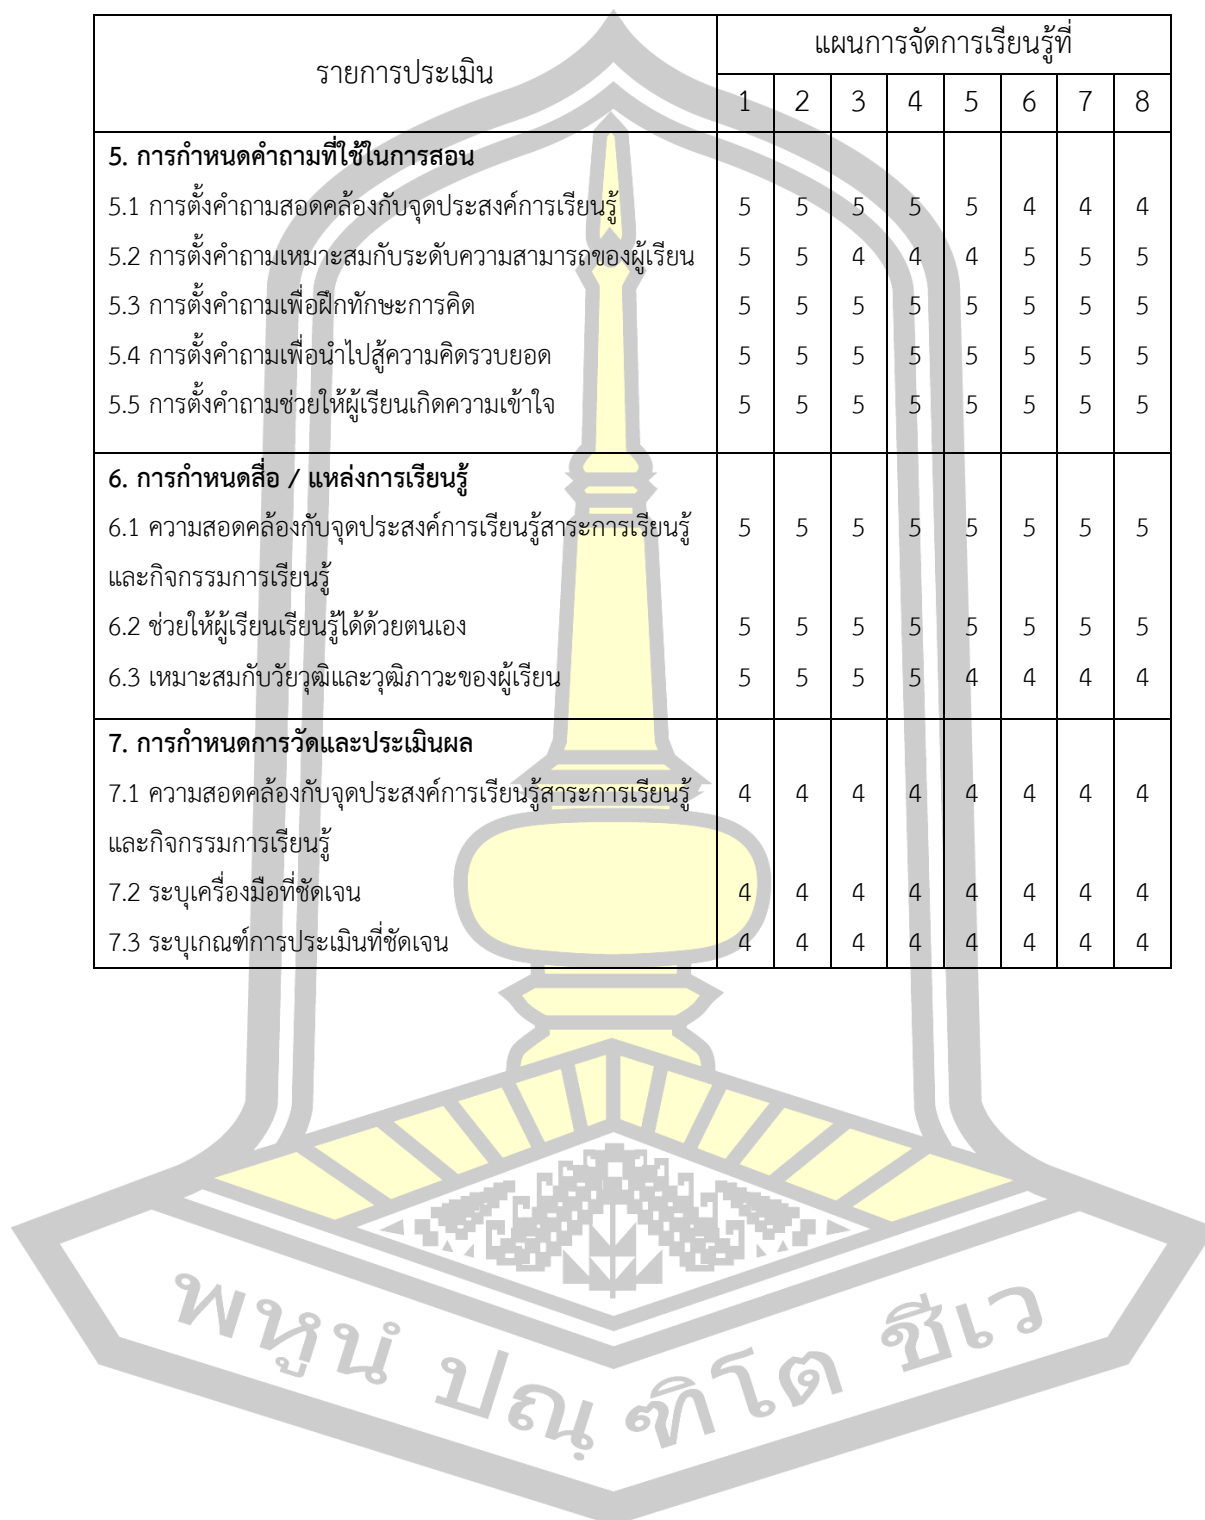 รายการประเมิน
แผนการจัดการเรียนรู้ที่
1 2 3 4 5 6 7 8
5. การกำหนดคำถามที่ใช้ในการสอน
5.1 การตั้งคำถามสอดคล้องกับจุดประสงค์การเรียนรู้ 5 5 5 5 5 4 4 4
5.2 การตั้งคำถามเหมาะสมกับระดับความสามารถของผู้เรียน 5 5 4 4 4 5 5 5
5.3 การตั้งคำถามเพื่อฝึกทักษะการคิด 5 5 5 5 5 5 5 5
5.4 การตั้งคำถามเพื่อนำไปสู้ความคิดรวบยอด 5 5 5 5 5 5 5 5
5.5 การตั้งคำถามช่วยให้ผู้เรียนเกิดความเข้าใจ 5 5 5 5 5 5 5 5
6. การกำหนดสื่อ / แหล่งการเรียนรู้
6.1 ความสอดคล้องกับจุดประสงค์การเรียนรู้สาระการเรียนรู้ 5 5 5 5 5 5 5 5
และกิจกรรมการเรียนรู้
6.2 ช่วยให้ผู้เรียนเรียนรู้ได้ด้วยตนเอง 5 5 5 5 5 5 5 5
6.3 เหมาะสมกับวัยวุฒิและวุฒิภาวะของผู้เรียน 5 5 5 5 4 4 4 4
7. การกำหนดการวัดและประเมินผล
7.1 ความสอดคล้องกับจุดประสงค์การเรียนรู้สาระการเรียนรู้ 4 4 4 4 4 4 4 4
และกิจกรรมการเรียนรู้
7.2 ระบุเครื่องมือที่ชัดเจน 4 4 4 4 4 4 4 4
7.3 ระบุเกณฑ์การประเมินที่ชัดเจน 4 4 4 4 4 4 4 4
พหูนํ ปณฺฑิโต ชีเว